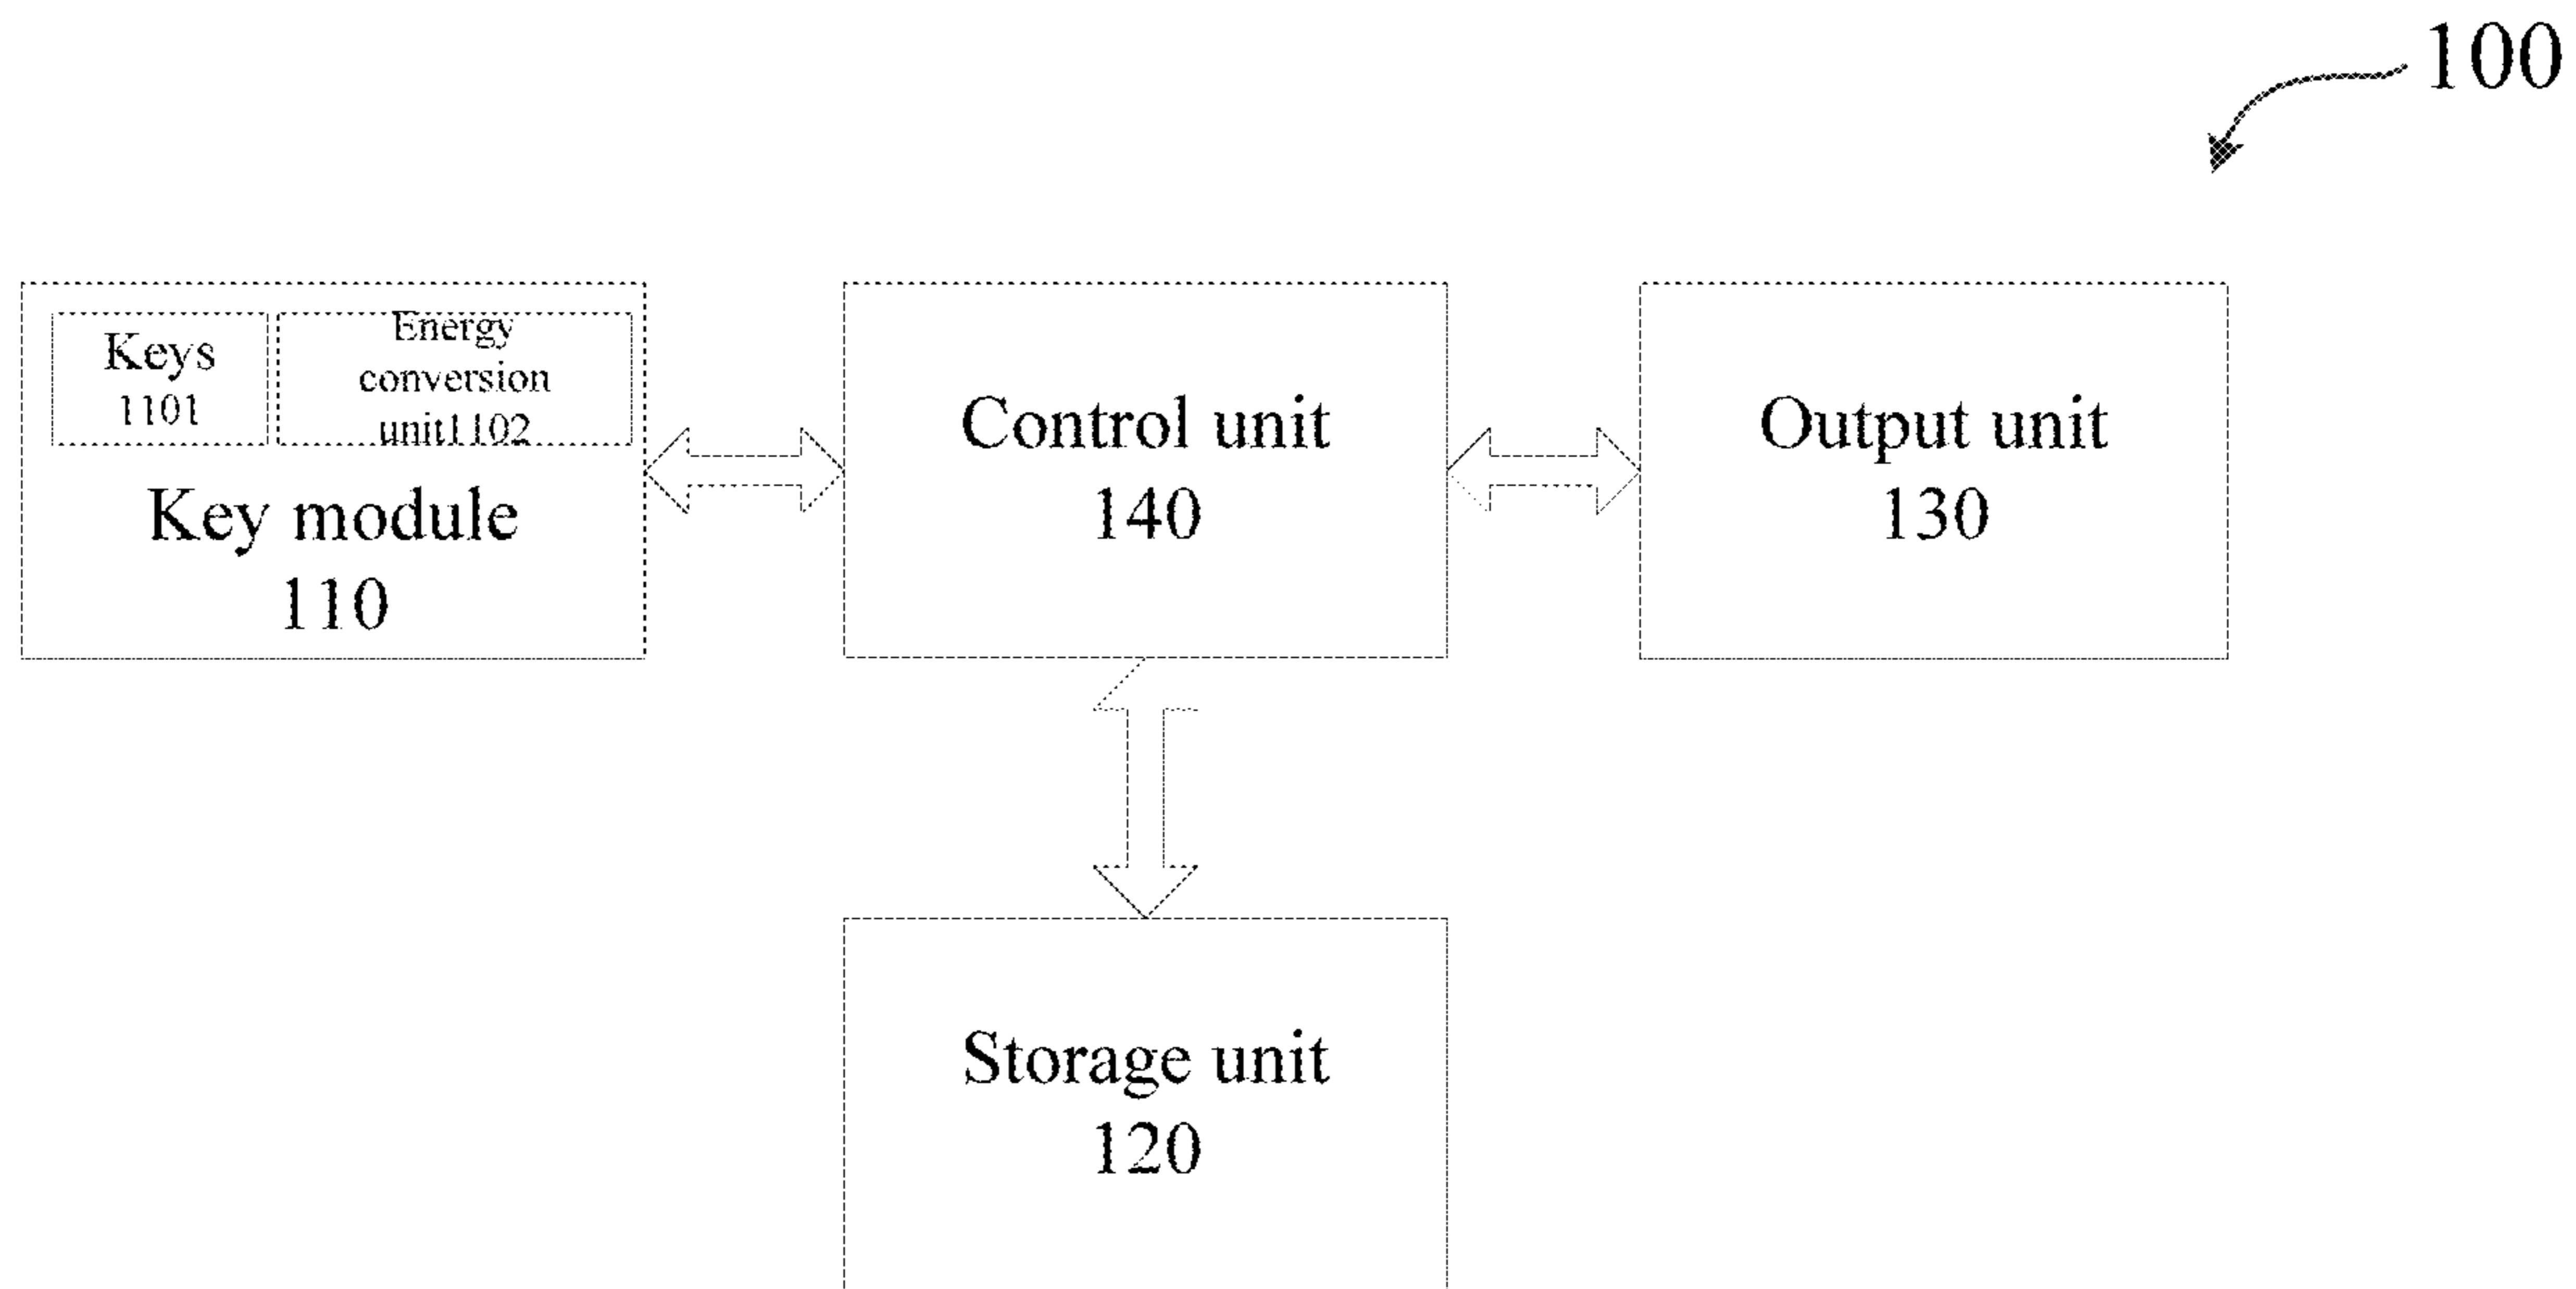 100
Keys
1101
Energy
conversion
unit1102
Key module
110
Control unit
140
Output unit
130
Storage unit
120